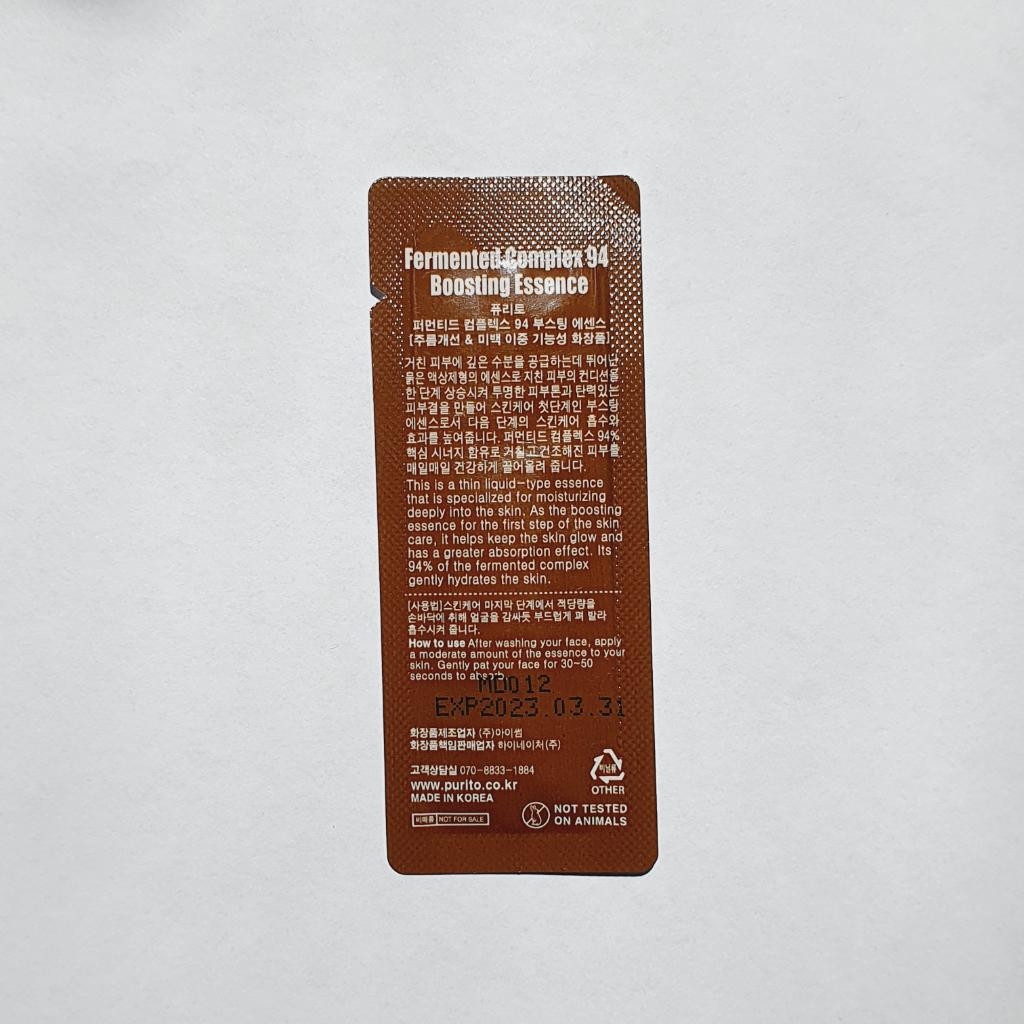 Fermented Complex 94
Boosting Essence
퓨리토
퍼먼티드 컴플렉스 94 부스팅 에센스
[주름개선 & 미백 이중 기능성 화장품]
거친 피부에 깊은 수분을 공급하는데 뛰어난
묽은 액상제형의 에센스로 지친 피부의 컨디션을
한 단계 상승시켜 투명한 피부톤과 탄력있는
피부결을 만들어 스킨케어 첫단계인 부스팅
에센스로서 다음 단계의 스킨케어 흡수와
효과를 높여줍니다. 퍼먼티드 컴플렉스 94%
핵심 시너지 함유로 거칠고 건조해진 피부를
매일매일 건강하게 끌어올려 줍니다.
This is a thin liquid-type essence
that is specialized for moisturizing
deeply into the skin. As the boosting
essence for the first step of the skin
care, it helps keep the skin glow and
has a greater absorption effect. Its
94% of the fermented complex
gently hydrates the skin.
[사용법]스킨케어 마지막 단계에서 적당량을
손바닥에 취해 얼굴을 감싸듯 부드럽게 펴 발라
흡수시켜 줍니다.
How to use After washing your face, apply
a moderate amount of the essence to your
skin. Gently pat your face for 30~50
seconds to absorb.
MD012
EXP2023.03.31
화장품제조업자 (주)아이썸
화장품책임판매업자 하이네이처(주)
고객상담실 070-8833-1884
www.purito.co.kr
MADE IN KOREA
비매품 NOT FOR SALE
비닐류
OTHER
NOT TESTED
ON ANIMALS